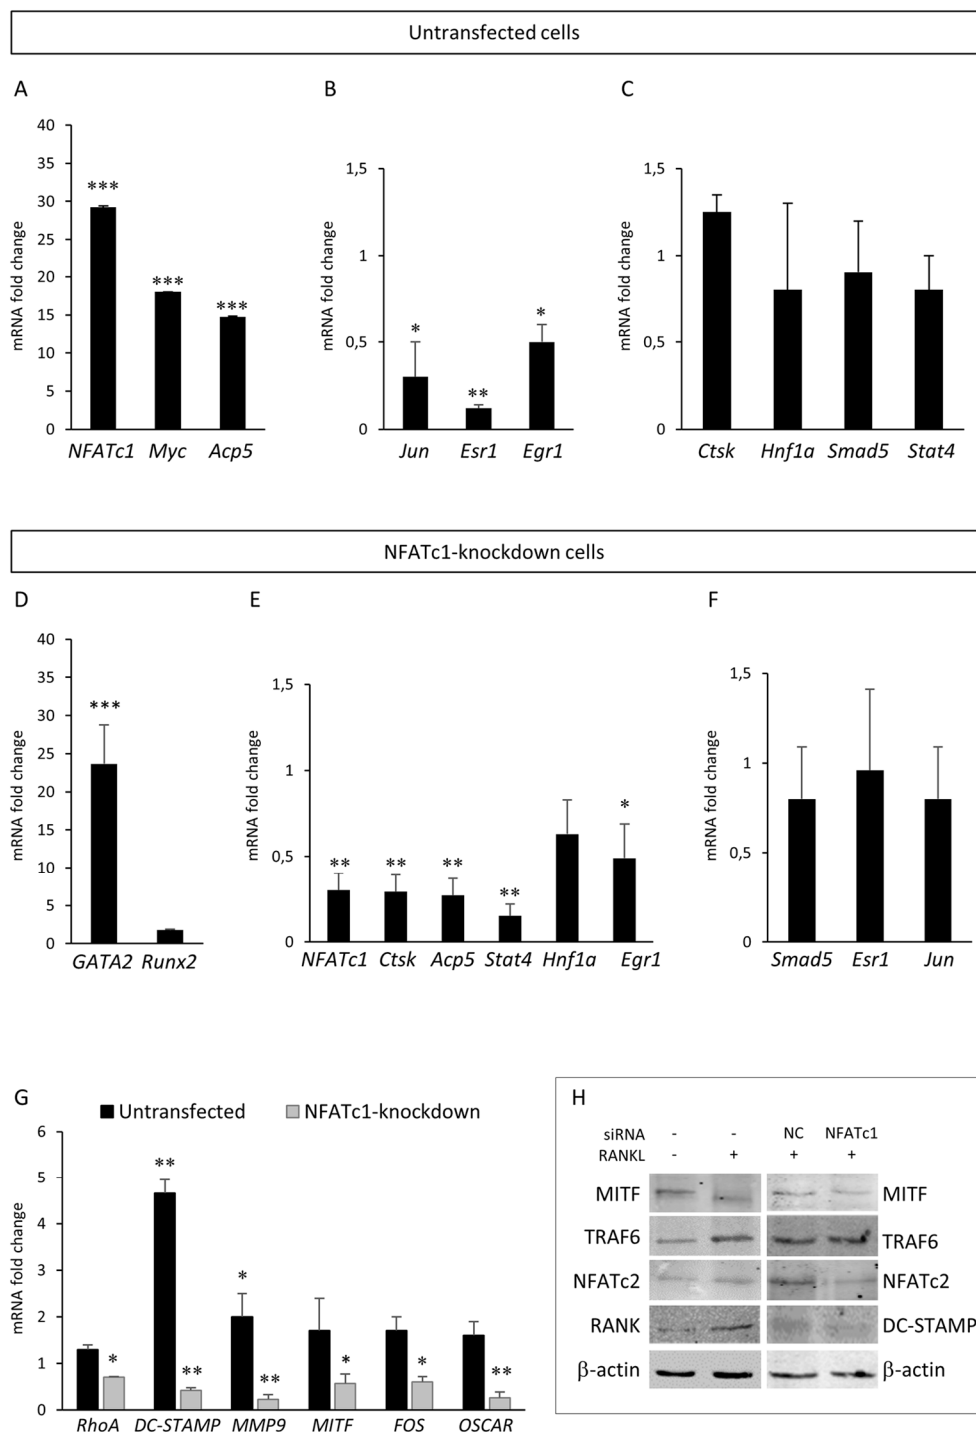 Untransfected cells
A
mRNA fold change
40
35
30
25
20
15
10
5
0
***
***
***
NFATc1 Myc Acp5
B
mRNA fold change
1,5
1
0,5
0
*
**
*
Jun Esr1 Egr1
C
mRNA fold change
1,5
1
0,5
0
Ctsk Hnf1a Smad5 Stat4
NFATc1-knockdown cells
D
mRNA fold change
40
35
30
25
20
15
10
5
0
***
GATA2 Runx2
E
mRNA fold change
1,5
1
0,5
0
** ** ** ** *
NFATc1 Ctsk Acp5 Stat4 Hnf1a Egr1
F
mRNA fold change
1,5
1
0,5
0
Smad5 Esr1 Jun
G
Untransfected NFATc1-knockdown
mRNA fold change
6
5
4
3
2
1
0
* ** ** * ** * * **
RhoA DC-STAMP MMP9 MITF FOS OSCAR
H
siRNA - - NC NFATc1
RANKL - + + +
MITF MITF
TRAF6 TRAF6
NFATc2 NFATc2
RANK DC-STAMP
β-actin β-actin